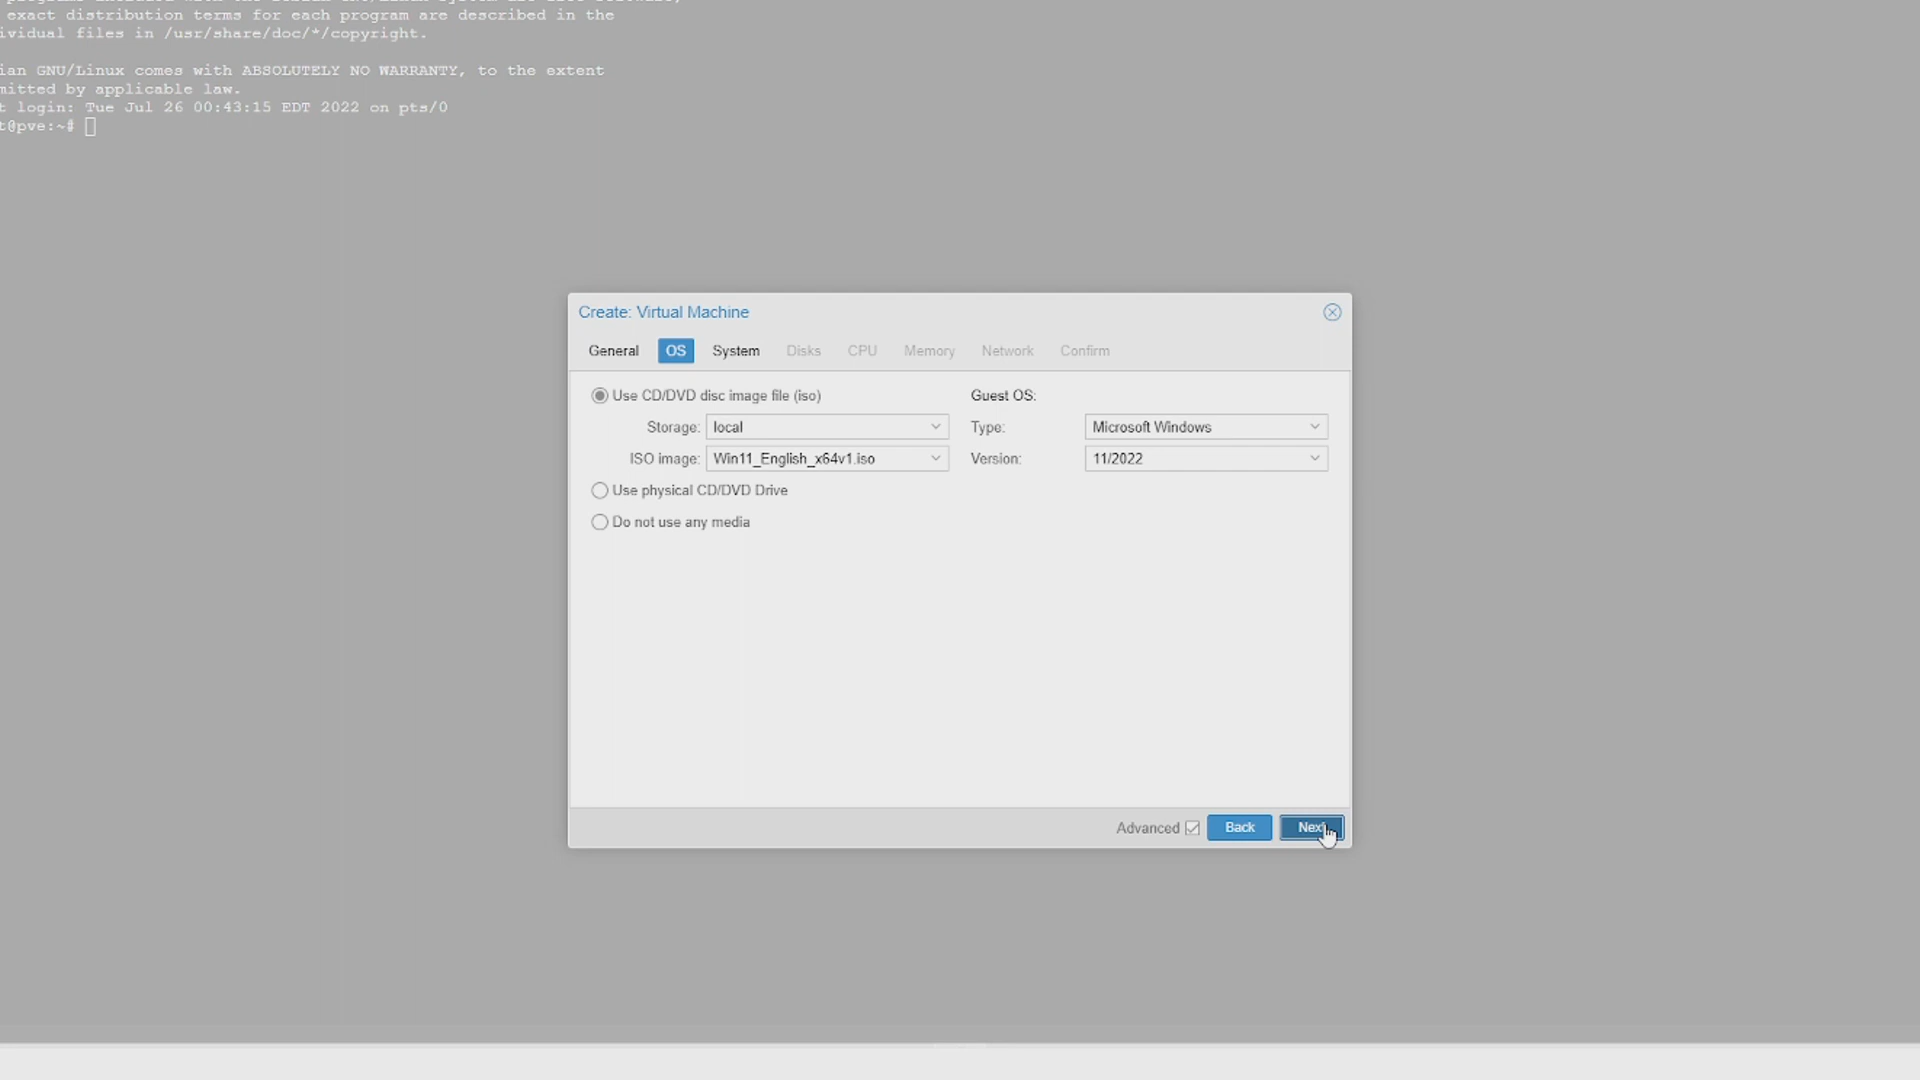 exact distribution terms for each program are described in the
ividual files in /usr/share/doc/*/copyright.
ian GNU/Linux comes with ABSOLUTELY NO WARRANTY, to the extent
mitted by applicable law.
t login: Tue Jul 26 00:43:15 EDT 2022 on pts/0
t@pve:~#
Create: Virtual Machine
General OS System Disks CPU Memory Network Confirm
Use CD/DVD disc image file (iso) Guest OS:
Storage: local Type: Microsoft Windows
ISO image: Win11_English_x64v1.iso Version: 11/2022
Use physical CD/DVD Drive
Do not use any media
Advanced Back Next